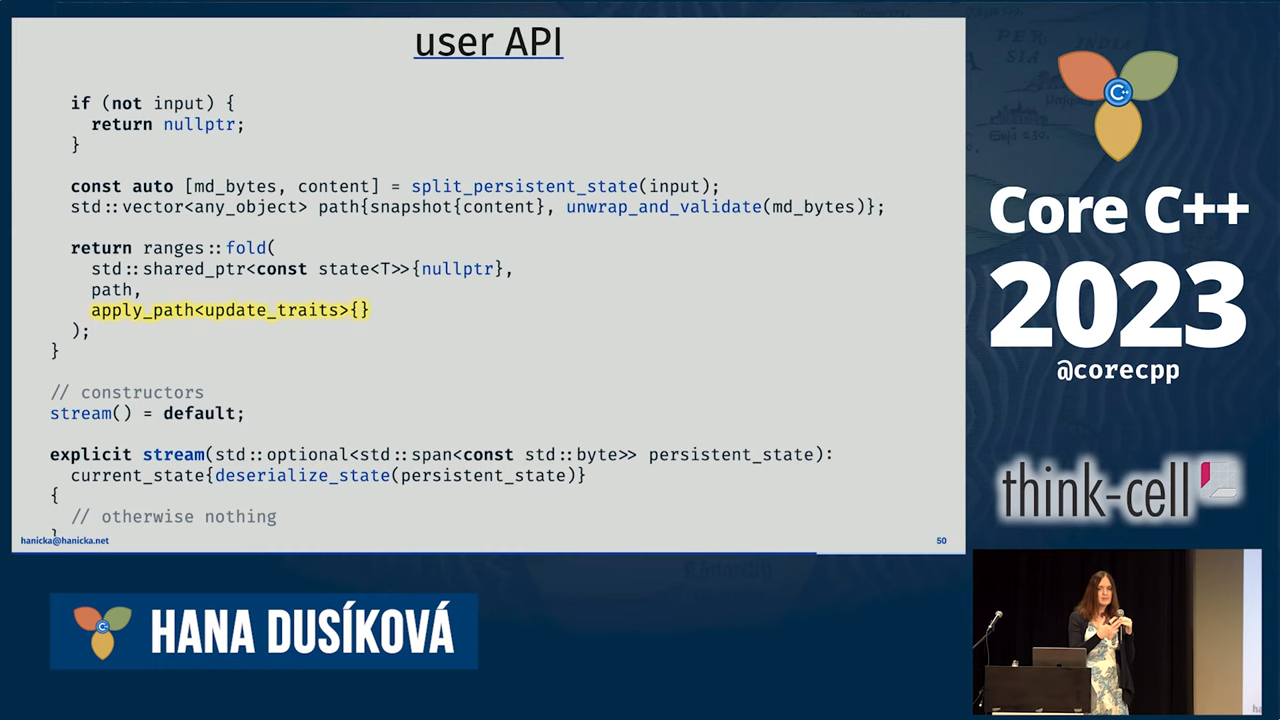 user API
if (not input) {
return nullptr;
}
const auto [md_bytes, content] = split_persistent_state(input);
std::vector<any_object> path{snapshot{content}, unwrap_and_validate(md_bytes)};
return ranges::fold(
std::shared_ptr<const state<T>>{nullptr},
path,
apply_path<update_traits>{}
);
}
// constructors
stream() = default;
explicit stream(std::optional<std::span<const std::byte>> persistent_state):
current_state{deserialize_state(persistent_state)}
{
// otherwise nothing
hanicka@hanicka.net
50
C++
Core C++
2023
@corecpp
think-cell
HANA DUSÍKOVÁ
PERSIA
INDIA